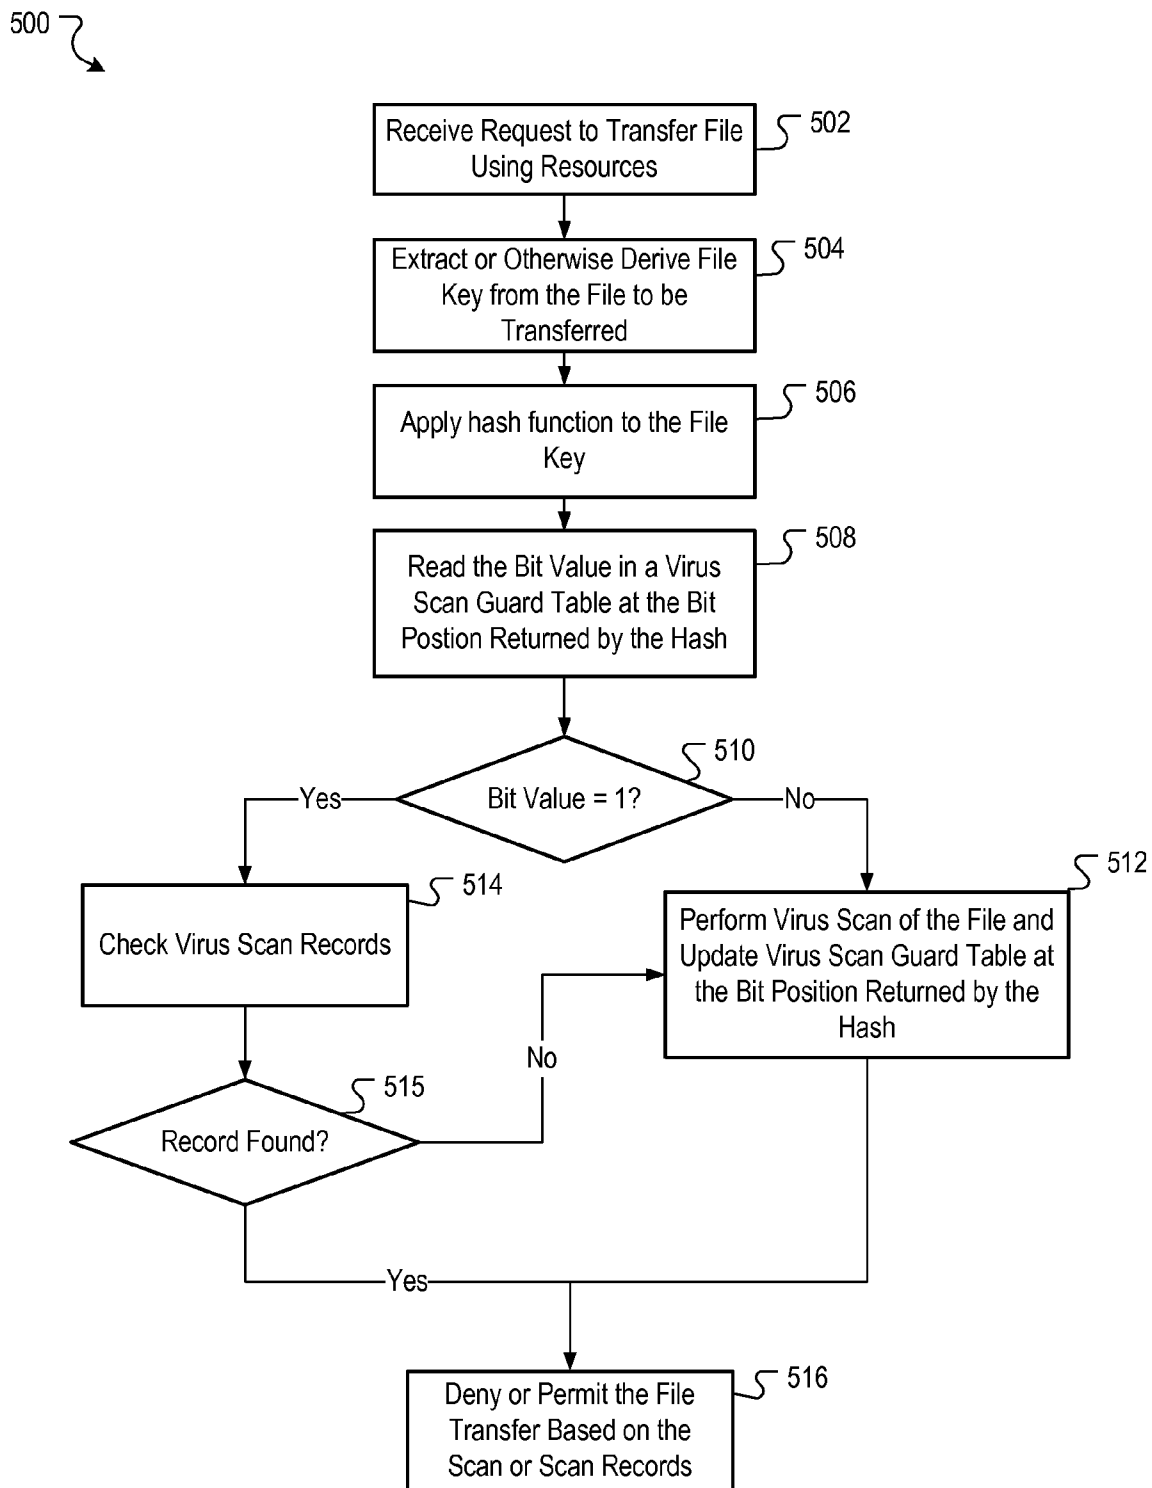 500
Receive Request to Transfer File
Using Resources
502
Extract or Otherwise Derive File
Key from the File to be
Transferred
504
Apply hash function to the File
Key
506
Read the Bit Value in a Virus
Scan Guard Table at the Bit
Postion Returned by the Hash
508
Bit Value = 1?
510
Yes
No
Check Virus Scan Records
514
Perform Virus Scan of the File and
Update Virus Scan Guard Table at
the Bit Position Returned by the
Hash
512
Record Found?
515
No
Yes
Deny or Permit the File
Transfer Based on the
Scan or Scan Records
516